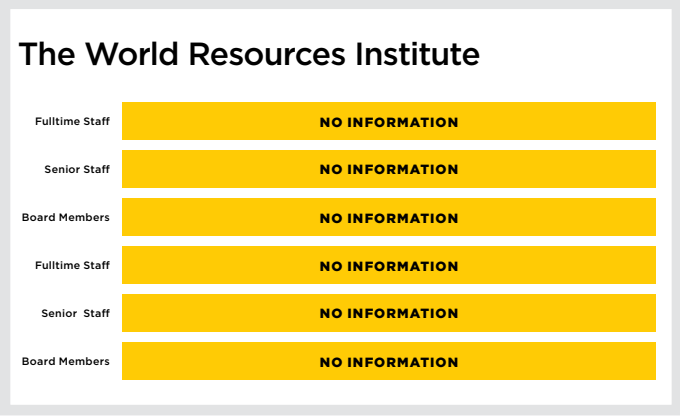 The World Resources Institute
Fulltime Staff NO INFORMATION
Senior Staff NO INFORMATION
Board Members NO INFORMATION
Fulltime Staff NO INFORMATION
Senior  Staff NO INFORMATION
Board Members NO INFORMATION